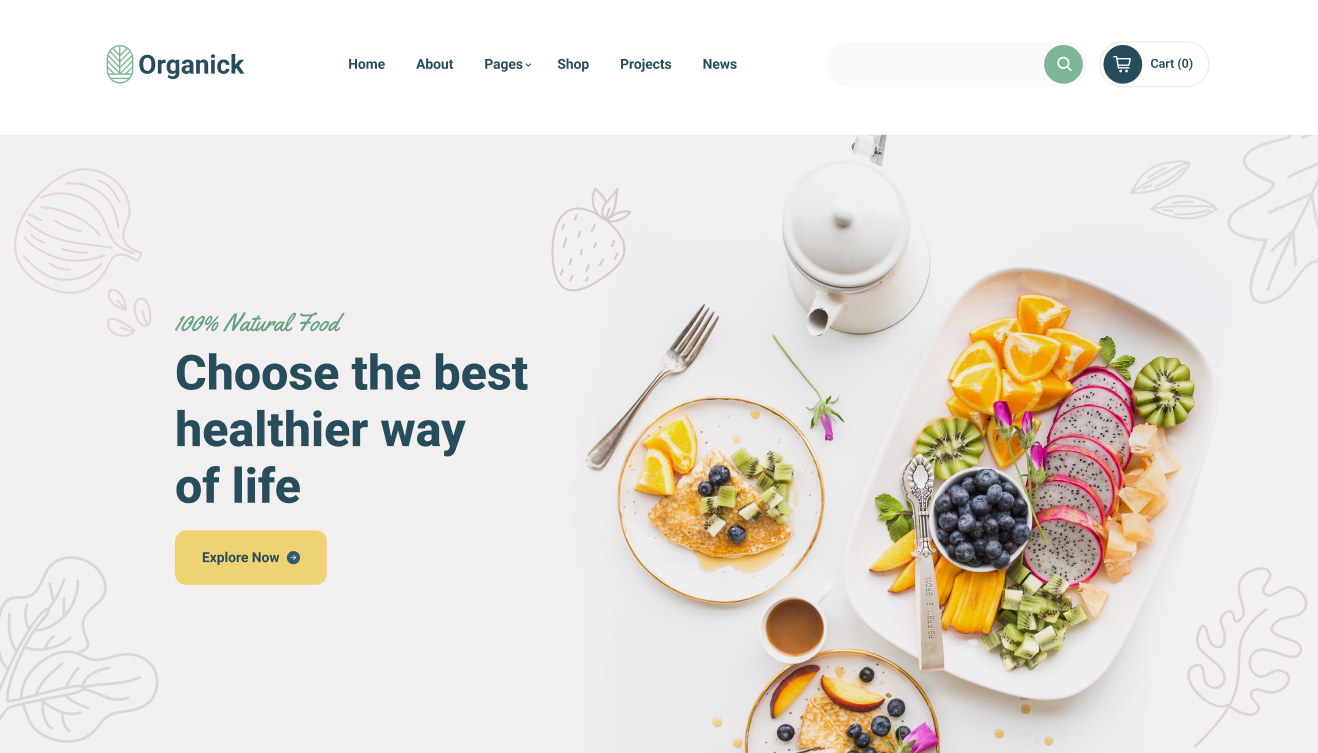 Organick
Home
About
Pages
Shop
Projects
News
Cart (0)
100% Natural Food
Choose the best
healthier way
of life
Explore Now